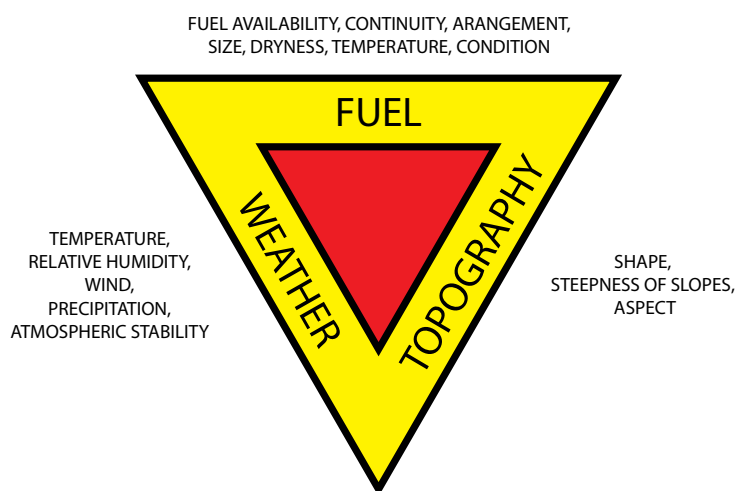 FUEL AVAILABILITY, CONTINUITY, ARANGEMENT,
SIZE, DRYNESS, TEMPERATURE, CONDITION
FUEL
WEATHER
TOPOGRAPHY
TEMPERATURE,
RELATIVE HUMIDITY,
WIND,
PRECIPITATION,
ATMOSPHERIC STABILITY
SHAPE,
STEEPNESS OF SLOPES,
ASPECT